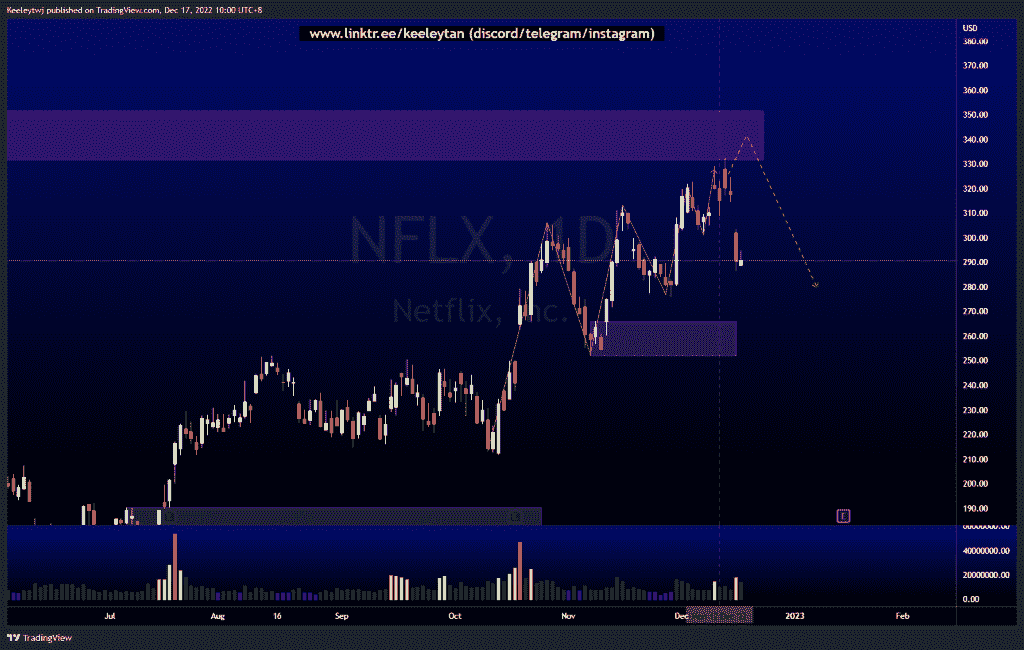 Keeleytwj published on TradingView.com, Dec 17, 2022 10:00 UTC+8
www.linktr.ee/keeleytan (discord/telegram/instagram)
USD
380.00
370.00
360.00
350.00
340.00
330.00
320.00
310.00
300.00
290.00
280.00
270.00
260.00
250.00
240.00
230.00
220.00
210.00
200.00
190.00
NFLX, 1D
Netflix, Inc.
E
60000000.00
40000000.00
20000000.00
0.00
Jul
Aug
16
Sep
Oct
Nov
Dec
2023
Feb
TradingView